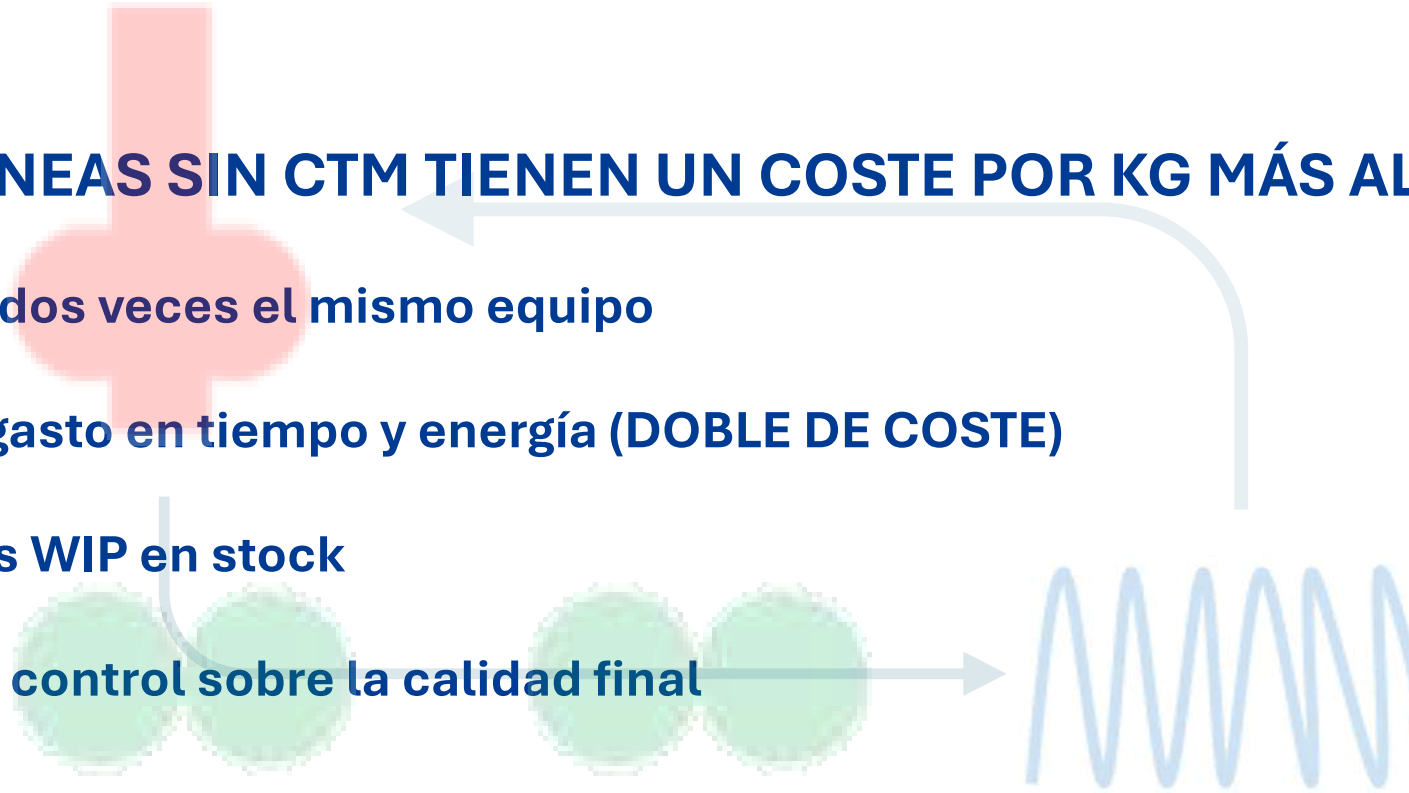 NEAS SIN CTM TIENEN UN COSTE POR KG MÁS AL
dos veces el mismo equipo
gasto en tiempo y energía (DOBLE DE COSTE)
s WIP en stock
control sobre la calidad final